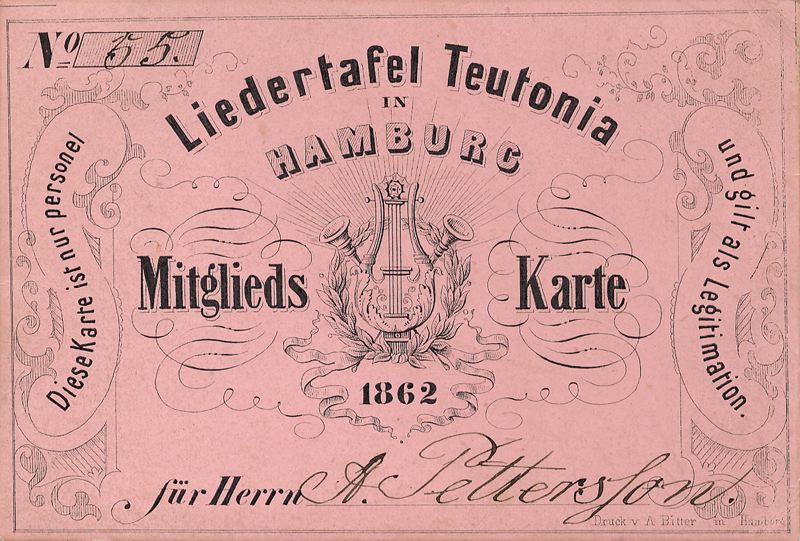 No 55.
Liedertafel Teutonia
IN
HAMBURG
Diese Karte ist nur personel
und gilt als Legitimation.
Mitglieds Karte
1862
für Herrn A. Pettersson.
Druck v A Bitter in Hamburg